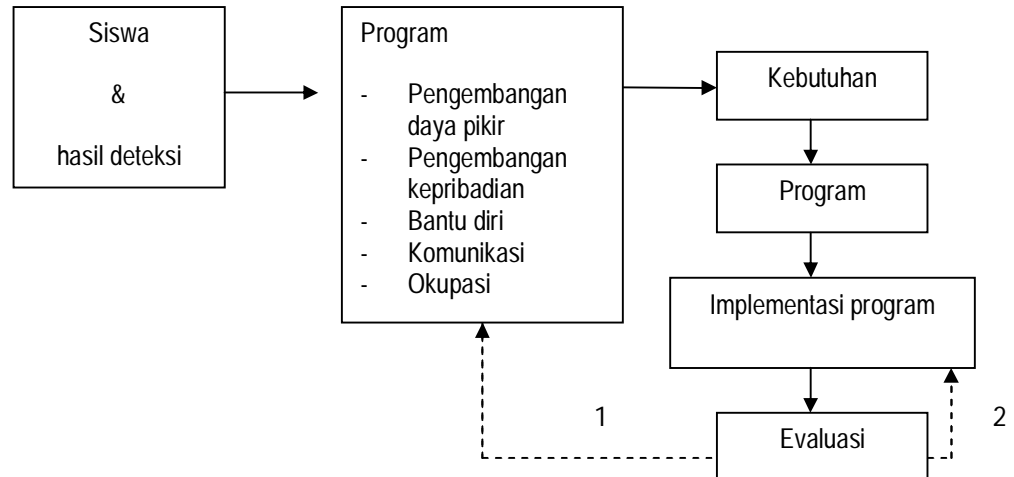 Siswa
&
hasil deteksi
Program
- Pengembangan
daya pikir
- Pengembangan
kepribadian
- Bantu diri
- Komunikasi
- Okupasi
Kebutuhan
Program
Implementasi program
Evaluasi
1
2